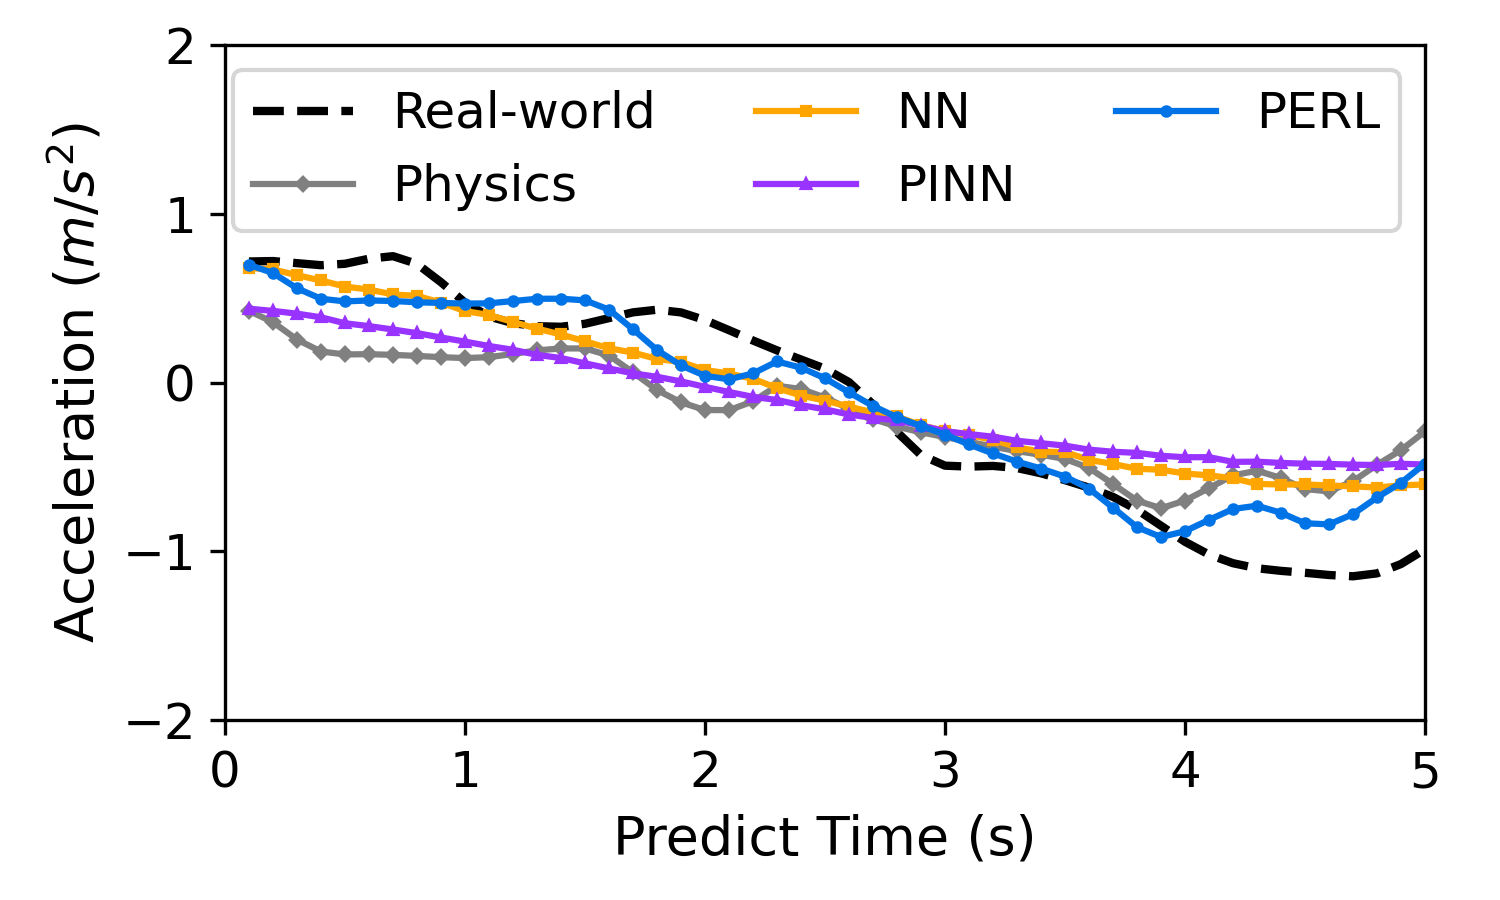 Acceleration (m/s²)
2
1
0
−1
−2
Real-world
Physics
NN
PINN
PERL
0 1 2 3 4 5
Predict Time (s)